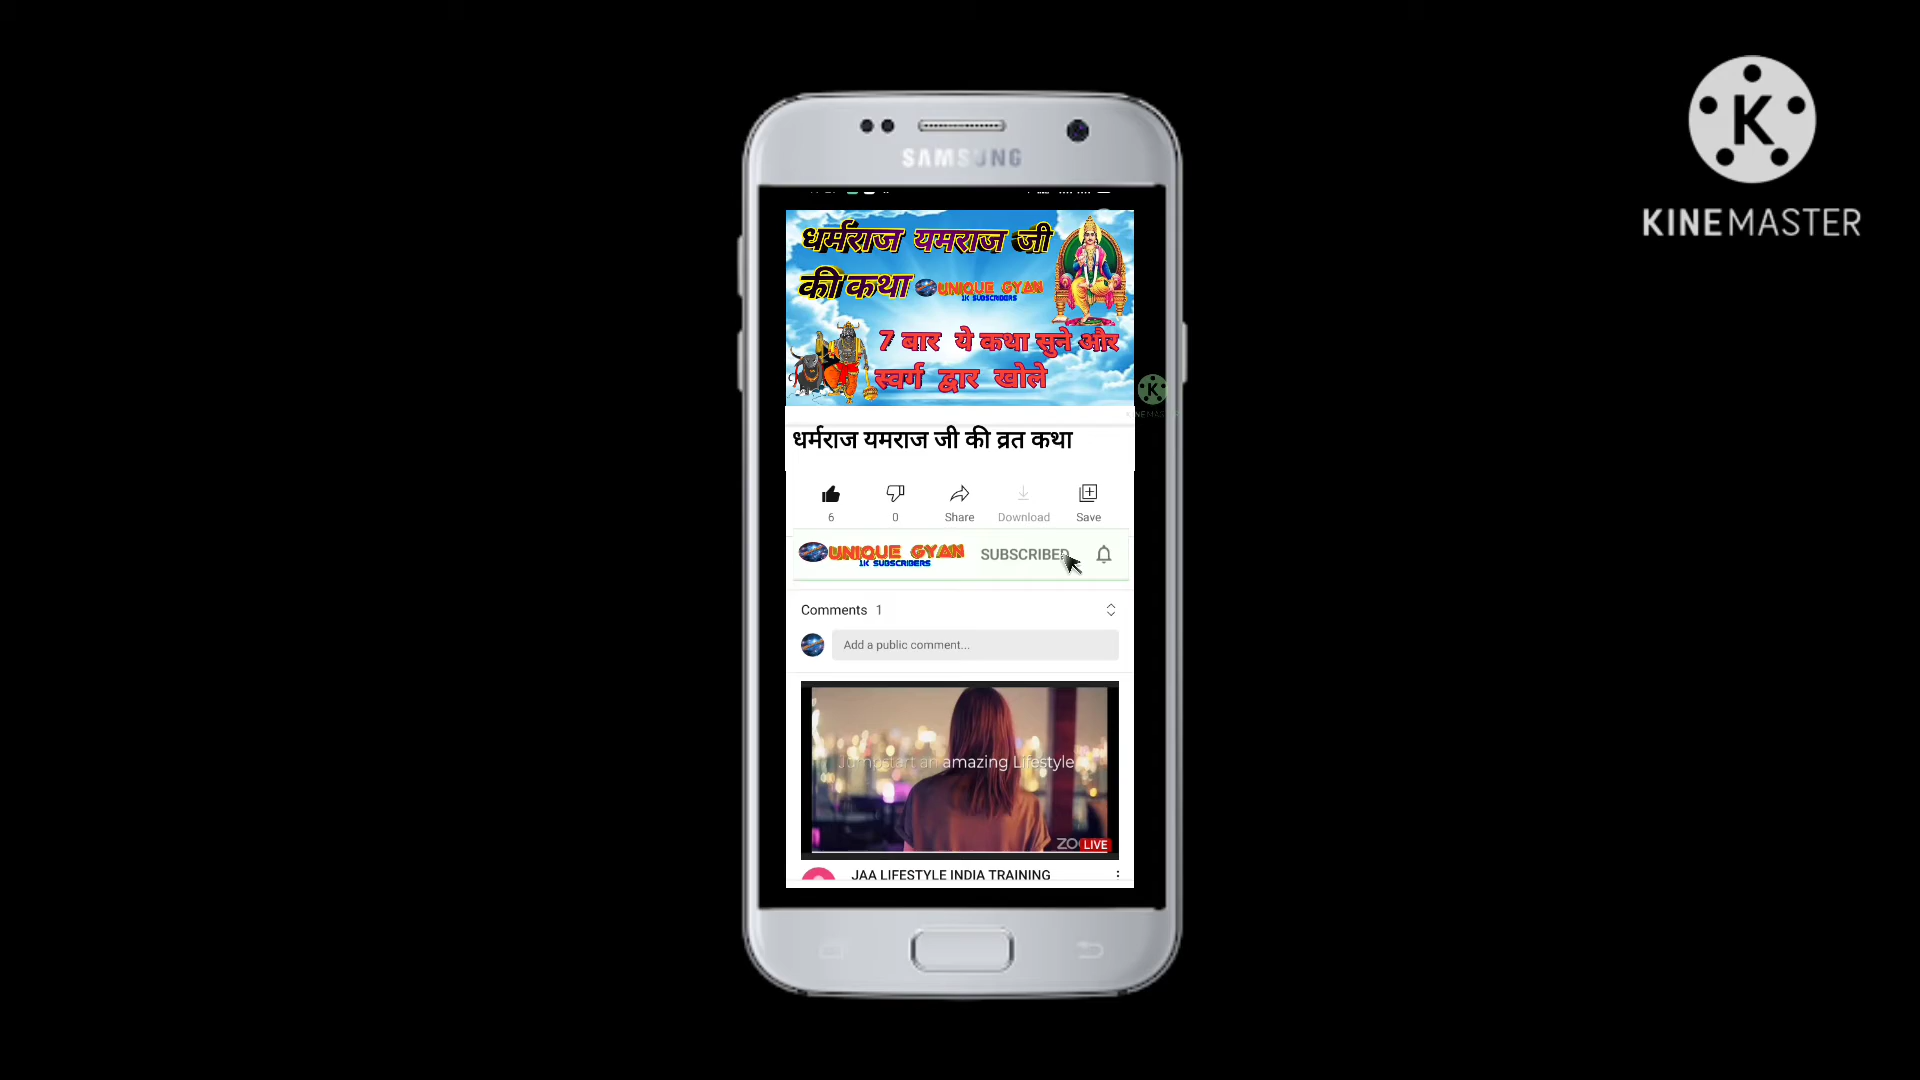 KINEMASTER
SAMSUNG
धर्मराज यमराज जी
की कथा UNIQUE GYAN
1K SUBSCRIBERS
7 बार ये कथा सुने और
स्वर्ग द्वार खोले
धर्मराज यमराज जी की व्रत कथा
6 0 Share Download Save
UNIQUE GYAN SUBSCRIBED
1K SUBSCRIBERS
Comments 1
Add a public comment...
Jumpstart an amazing Lifestyle
LIVE
JAA LIFESTYLE INDIA TRAINING